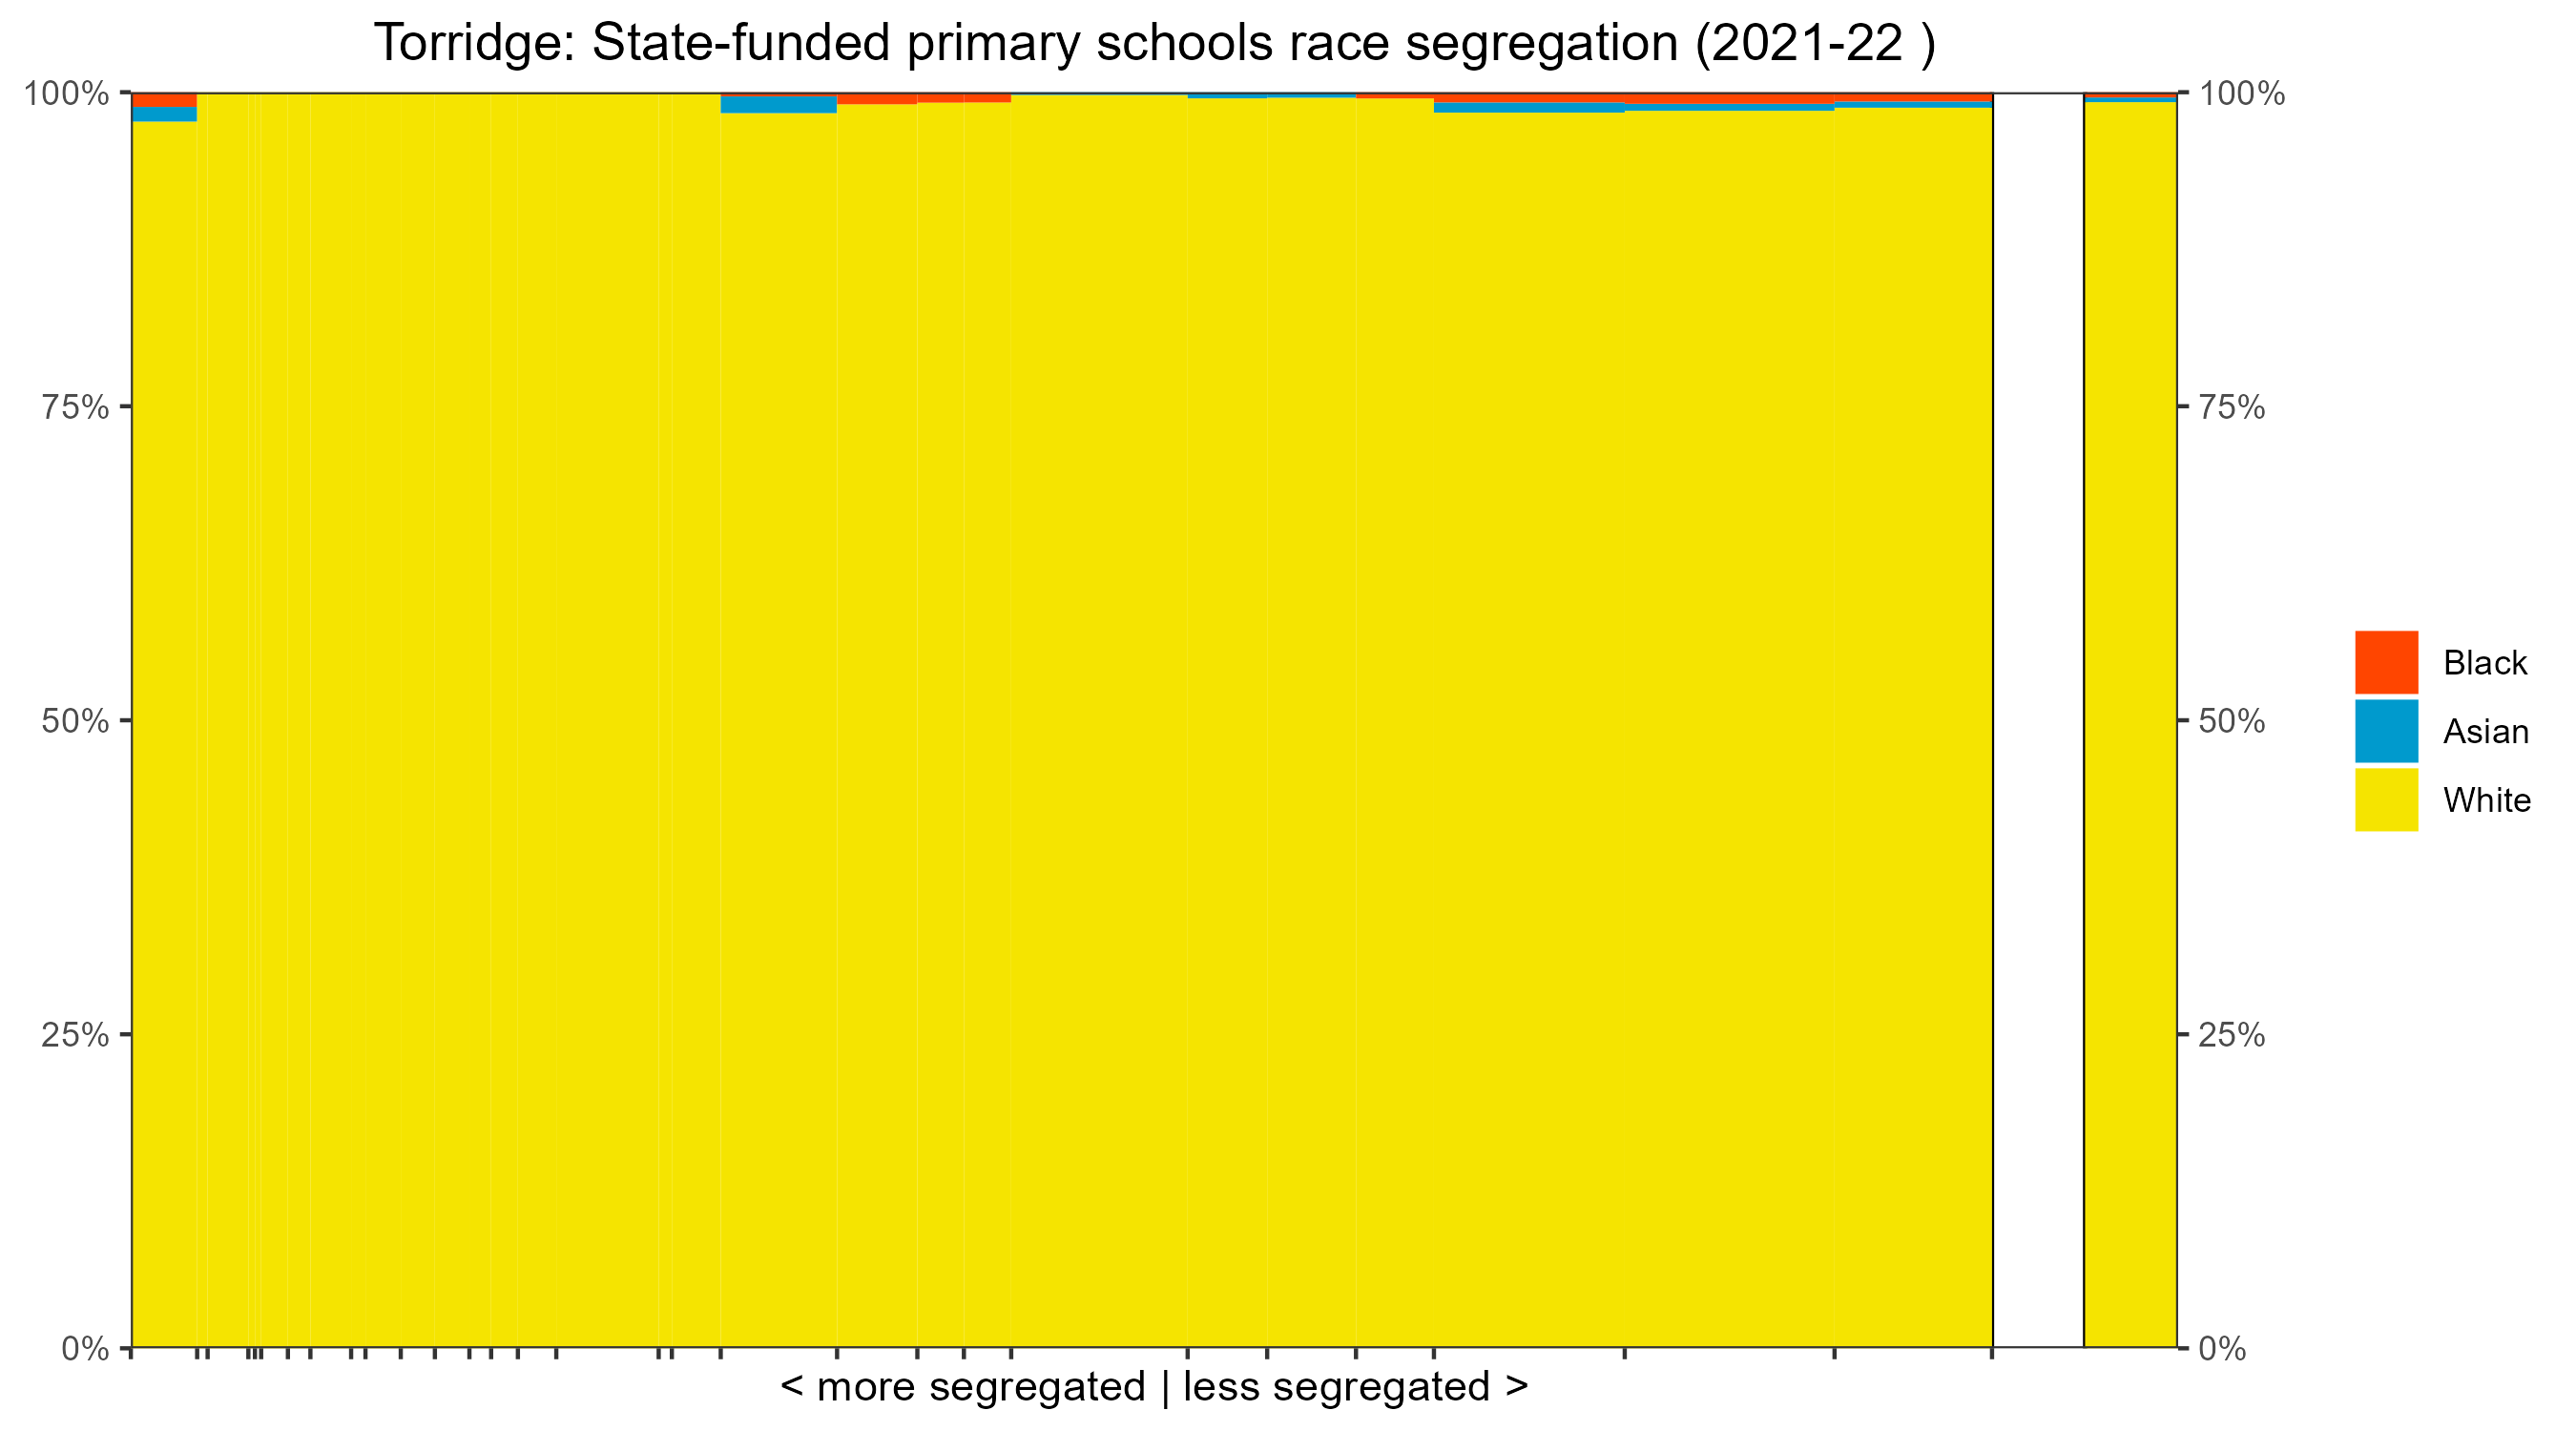 Torridge: State-funded primary schools race segregation (2021-22 )
100%
75%
50%
25%
0%
100%
75%
50%
25%
0%
Black
Asian
White
< more segregated | less segregated >